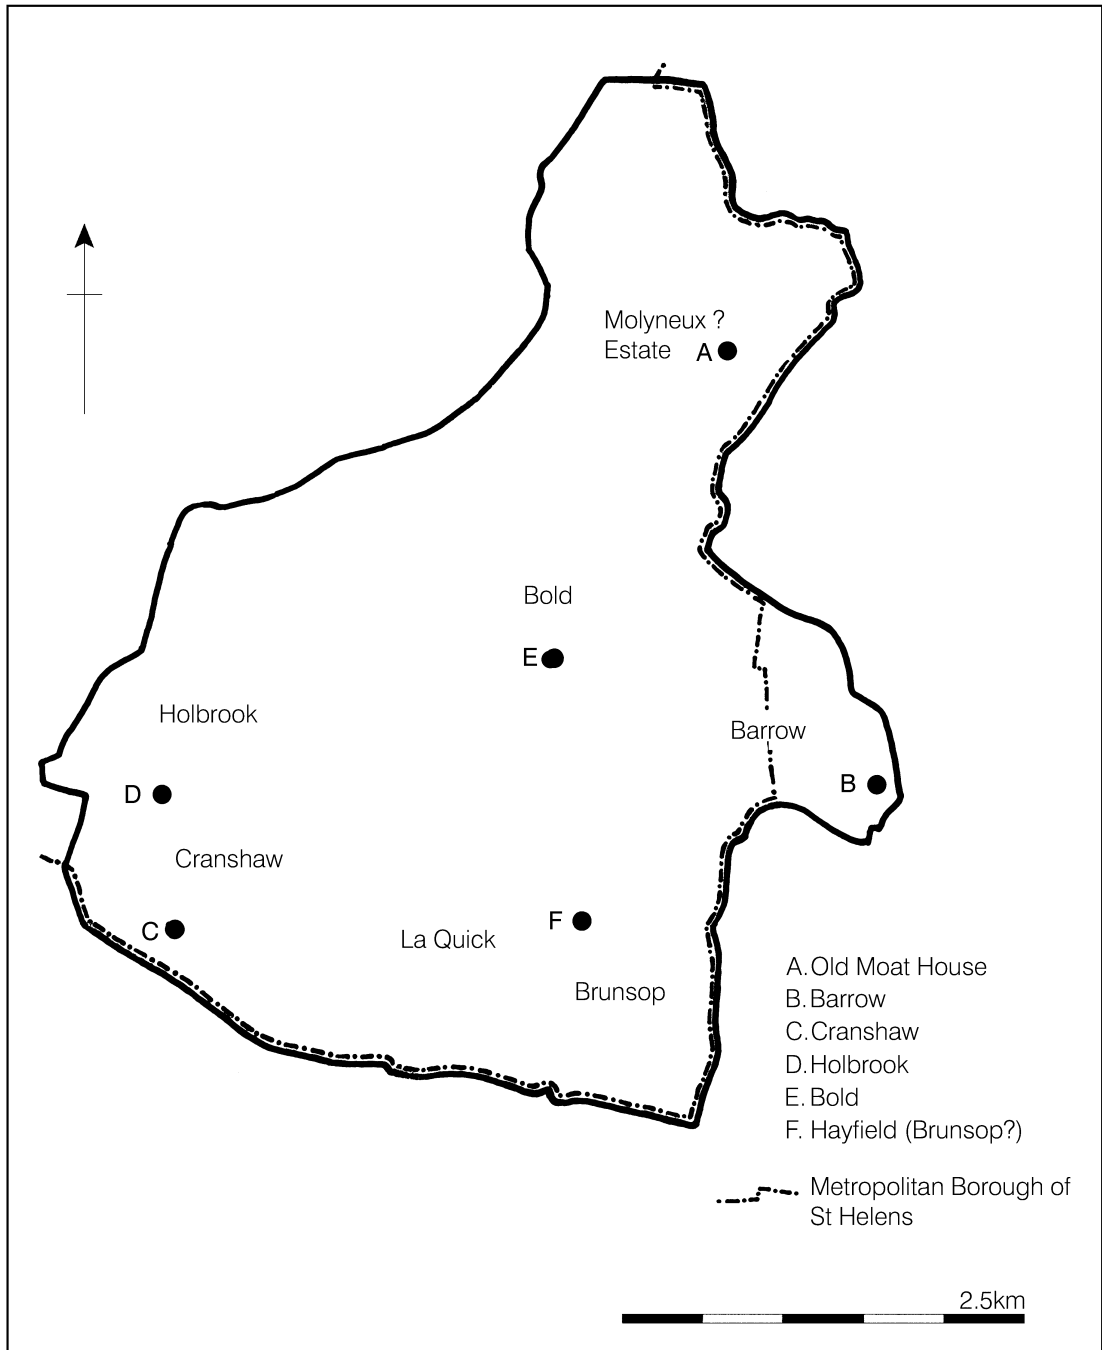 Molyneux ?
Estate
A
Bold
E
Holbrook
Barrow
D
B
Cranshaw
C
F
La Quick
Brunsop
A. Old Moat House
B. Barrow
C. Cranshaw
D. Holbrook
E. Bold
F. Hayfield (Brunsop?)
Metropolitan Borough of
St Helens
2.5km